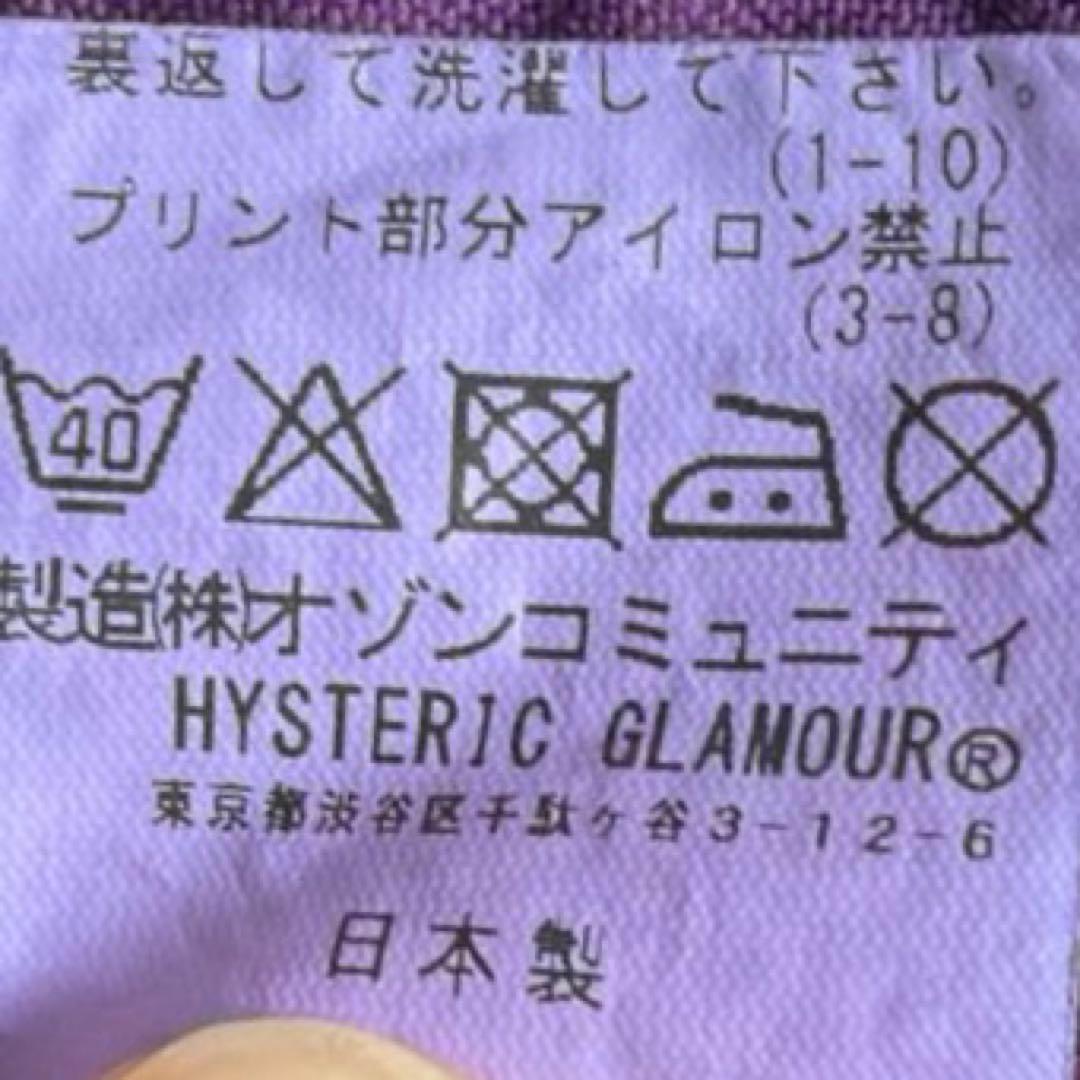 裏返して洗濯して下さい。
(1-10)
プリント部分アイロン禁止
(3-8)
40
製造(株)オゾンコミュニティ
HYSTERIC GLAMOUR®
東京都渋谷区千駄ヶ谷3-12-6
日本製